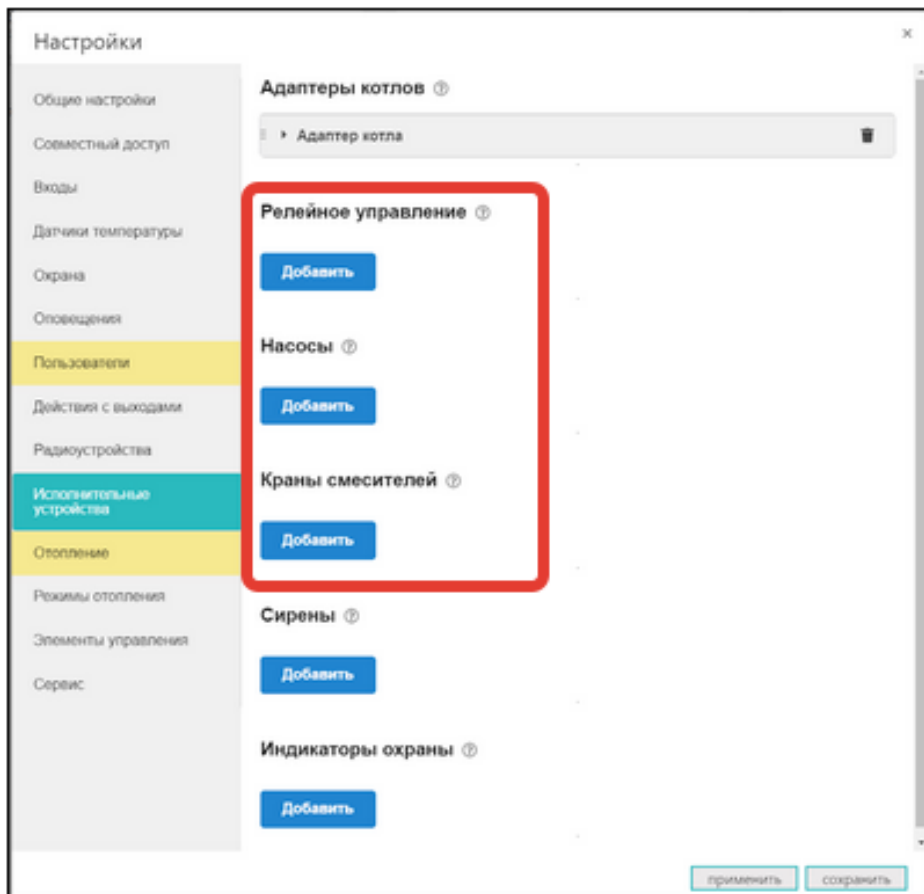 Настройки
Общие настройки
Совместный доступ
Входы
Датчики температуры
Охрана
Оповещения
Пользователи
Действия с выходами
Радиоустройства
Исполнительные
устройства
Отопление
Режимы отопления
Элементы управления
Сервис
Адаптеры котлов
Адаптер котла
Релейное управление
Добавить
Насосы
Добавить
Краны смесителей
Добавить
Сирены
Добавить
Индикаторы охраны
Добавить
применить
сохранить